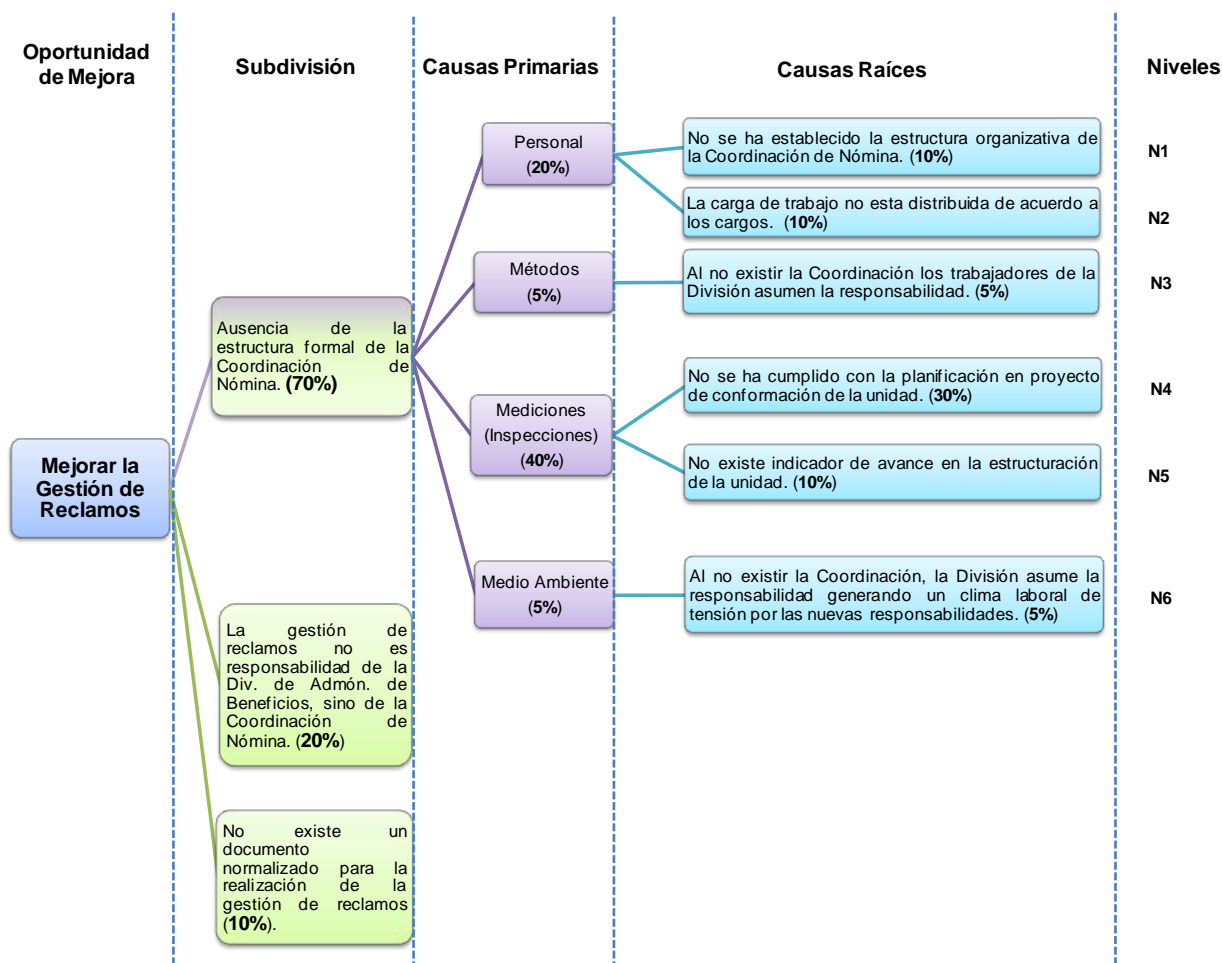 Oportunidad
de Mejora
Subdivisión
Causas Primarias
Causas Raíces
Niveles
Mejorar la
Gestión de
Reclamos
Ausencia de la
estructura formal de la
Coordinación de
Nómina. (70%)
La gestión de
reclamos no es
responsabilidad de la
Div. de Admón. de
Beneficios, sino de la
Coordinación de
Nómina. (20%)
No existe un
documento
normalizado para la
realización de la
gestión de reclamos
(10%).
Personal
(20%)
Métodos
(5%)
Mediciones
(Inspecciones)
(40%)
Medio Ambiente
(5%)
No se ha establecido la estructura organizativa de
la Coordinación de Nómina. (10%)
N1
La carga de trabajo no esta distribuida de acuerdo a
los cargos. (10%)
N2
Al no existir la Coordinación los trabajadores de la
División asumen la responsabilidad. (5%)
N3
No se ha cumplido con la planificación en proyecto
de conformación de la unidad. (30%)
N4
No existe indicador de avance en la estructuración
de la unidad. (10%)
N5
Al no existir la Coordinación, la División asume la
responsabilidad generando un clima laboral de
tensión por las nuevas responsabilidades. (5%)
N6